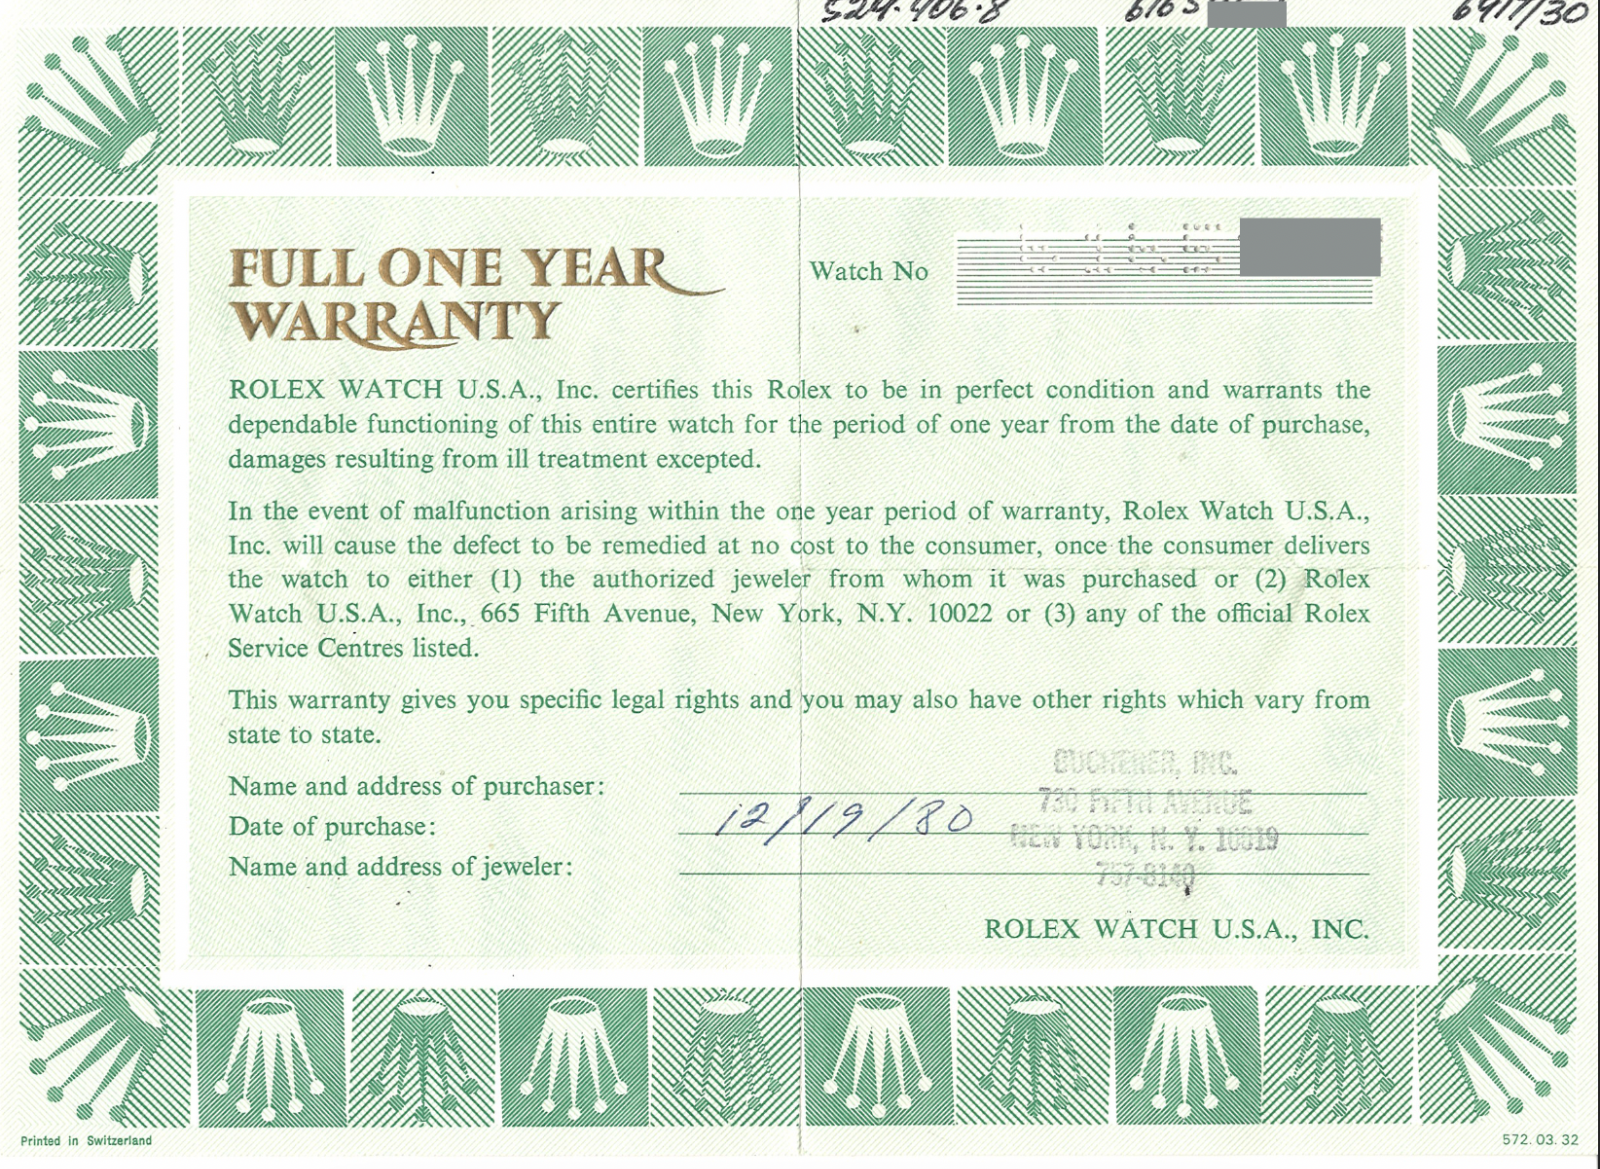 524.406.8 6163 6917/30
FULL ONE YEAR
WARRANTY
Watch No
ROLEX WATCH U.S.A., Inc. certifies this Rolex to be in perfect condition and warrants the
dependable functioning of this entire watch for the period of one year from the date of purchase,
damages resulting from ill treatment excepted.
In the event of malfunction arising within the one year period of warranty, Rolex Watch U.S.A.,
Inc. will cause the defect to be remedied at no cost to the consumer, once the consumer delivers
the watch to either (1) the authorized jeweler from whom it was purchased or (2) Rolex
Watch U.S.A., Inc., 665 Fifth Avenue, New York, N.Y. 10022 or (3) any of the official Rolex
Service Centres listed.
This warranty gives you specific legal rights and you may also have other rights which vary from
state to state.
BUCHERER, INC.
Name and address of purchaser:
730 FIFTH AVENUE
Date of purchase: 12/19/80
NEW YORK, N. Y. 10019
Name and address of jeweler:
757-8140
ROLEX WATCH U.S.A., INC.
Printed in Switzerland 572.03.32